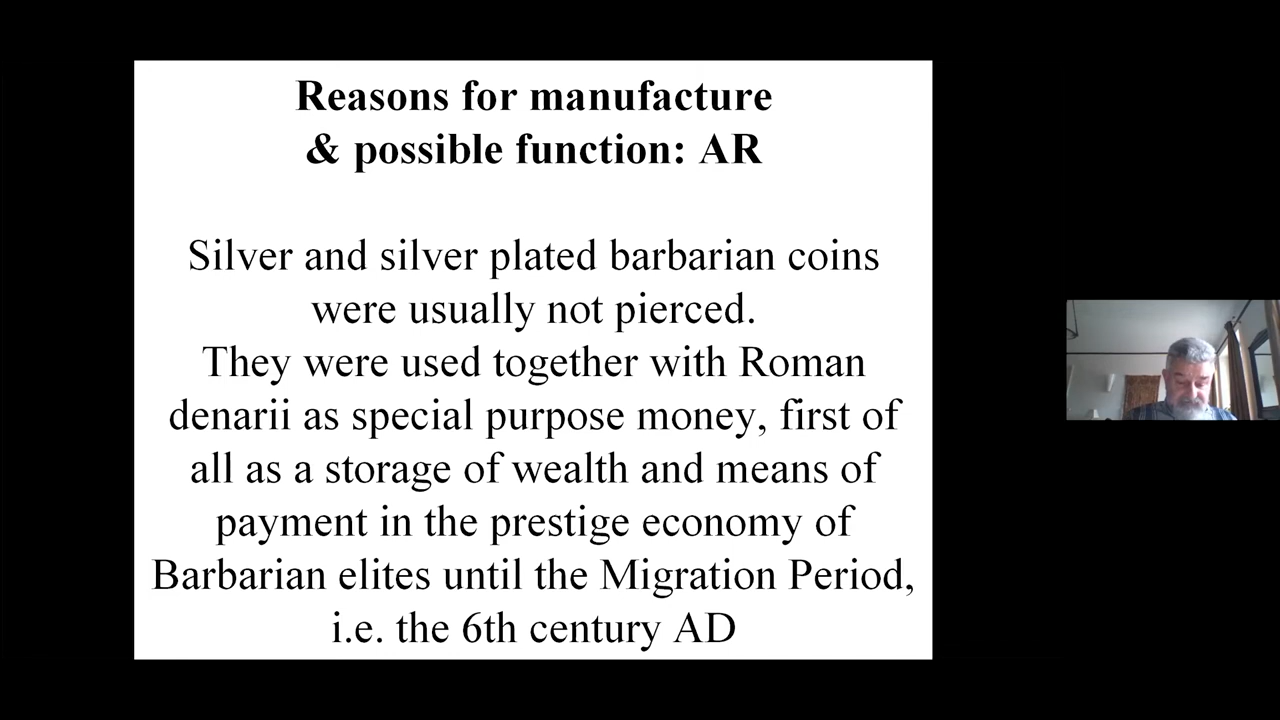 Reasons for manufacture
& possible function: AR
Silver and silver plated barbarian coins
were usually not pierced.
They were used together with Roman
denarii as special purpose money, first of
all as a storage of wealth and means of
payment in the prestige economy of
Barbarian elites until the Migration Period,
i.e. the 6th century AD